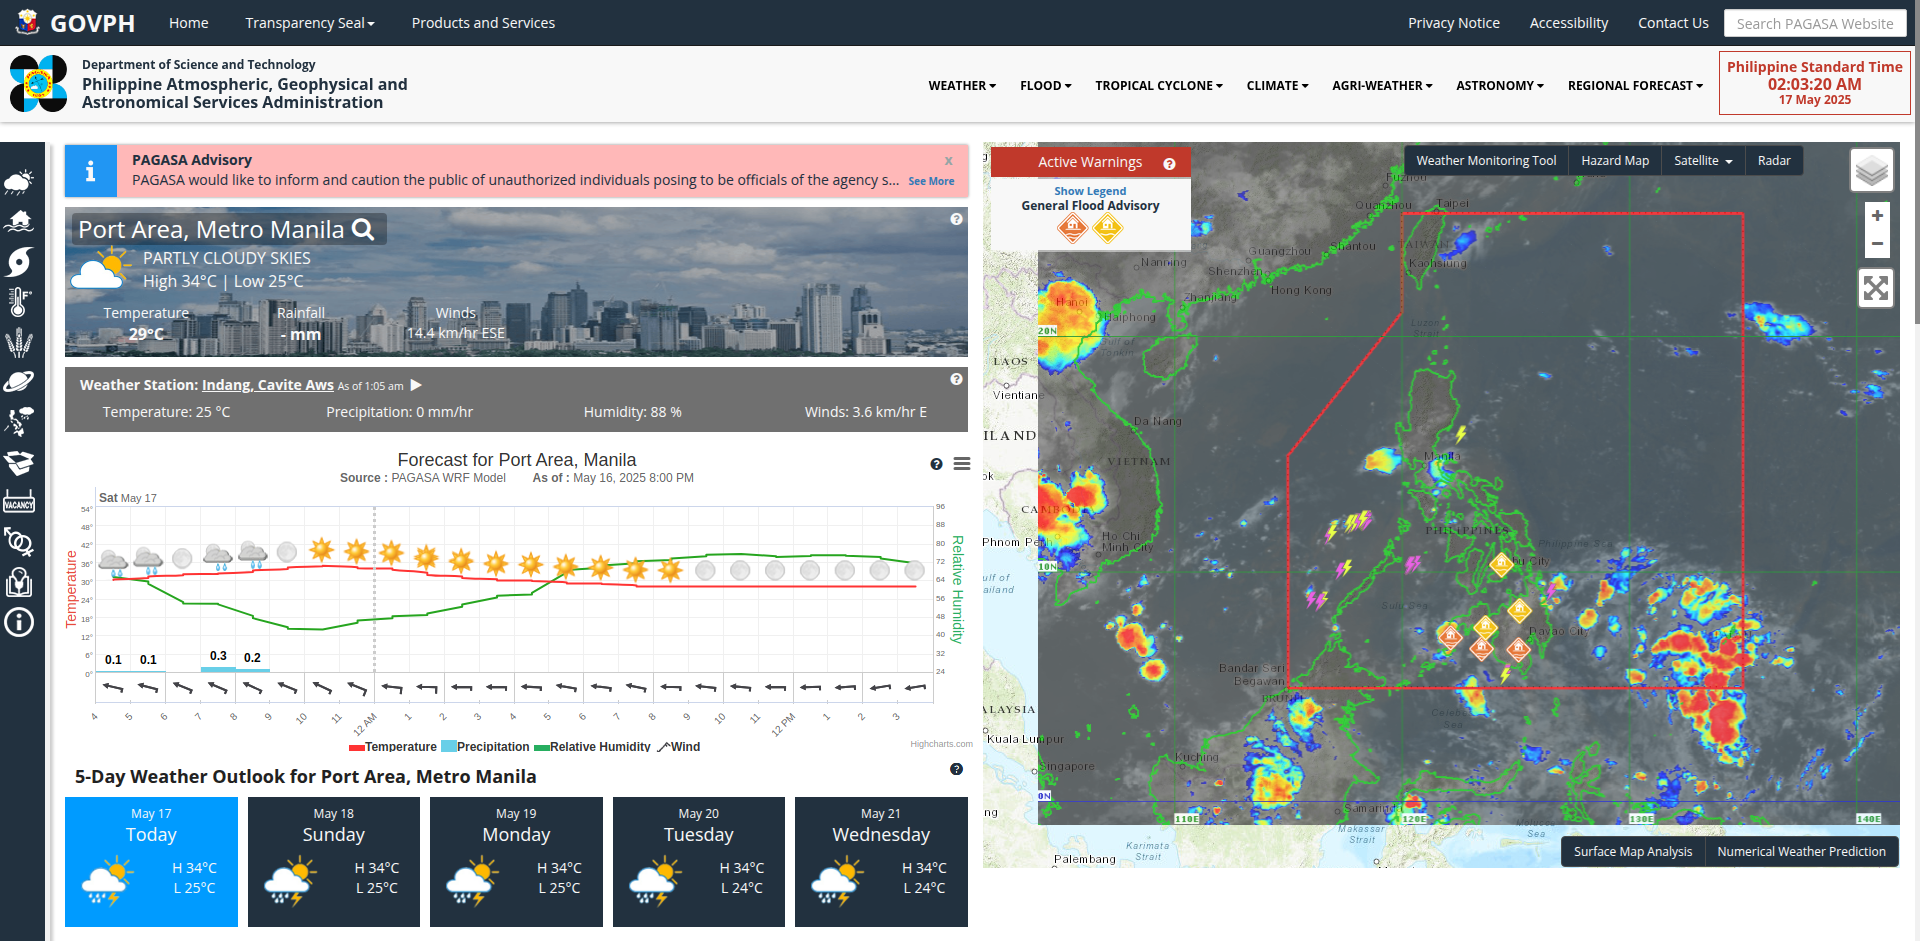 GOVPH
Home
Transparency Seal
Products and Services
Privacy Notice
Accessibility
Contact Us
Search PAGASA Website
Department of Science and Technology
Philippine Atmospheric, Geophysical and
Astronomical Services Administration
WEATHER
FLOOD
TROPICAL CYCLONE
CLIMATE
AGRI-WEATHER
ASTRONOMY
REGIONAL FORECAST
Philippine Standard Time
02:03:20 AM
17 May 2025
PAGASA Advisory
x
PAGASA would like to inform and caution the public of unauthorized individuals posing to be officials of the agency s... See More
Port Area, Metro Manila
PARTLY CLOUDY SKIES
High 34°C | Low 25°C
Temperature
29°C
Rainfall
- mm
Winds
14.4 km/hr ESE
Weather Station: Indang, Cavite Aws As of 1:05 am
Temperature: 25 °C
Precipitation: 0 mm/hr
Humidity: 88 %
Winds: 3.6 km/hr E
Forecast for Port Area, Manila
Source : PAGASA WRF Model As of : May 16, 2025 8:00 PM
Sat May 17
Temperature
54°
48°
42°
36°
30°
24°
18°
12°
6°
0°
96
88
80
72
64
56
48
40
32
24
Relative Humidity
0.1
0.1
0.3
0.2
4
5
6
7
8
9
10
11
12 AM
1
2
3
4
5
6
7
8
9
10
11
12 PM
1
2
3
Temperature
Precipitation
Relative Humidity
Wind
Highcharts.com
5-Day Weather Outlook for Port Area, Metro Manila
May 17
Today
H 34°C
L 25°C
May 18
Sunday
H 34°C
L 25°C
May 19
Monday
H 34°C
L 25°C
May 20
Tuesday
H 34°C
L 24°C
May 21
Wednesday
H 34°C
L 24°C
VACANCY
Active Warnings
Show Legend
General Flood Advisory
Weather Monitoring Tool
Hazard Map
Satellite
Radar
+
−
Fuzhou
Quanzhou
Taipei
Guangzhou
Shantou
TAIWAN
Nanning
Shenzhen
Kaohsiung
Hong Kong
Zhanjiang
Hanoi
Haiphong
20N
Luzon
Strait
Gulf of
Tonkin
LAOS
Vientiane
Da Nang
ILAND
VIETNAM
Manila
ok
CAMBO
PHILIPPINES
Phnom Penh
Ho Chi
Minh City
Philippine Sea
10N
bu City
ulf of
ailand
Sulu Sea
Davao City
Bandar Seri
Begawan
BRUNEI
ALAYSIA
Celebes
Sea
Kuala Lumpur
Kuching
Singapore
0N
Samarinda
ng
110E
120E
130E
140E
Makassar
Strait
Molucca
Sea
Karimata
Strait
Palembang
Surface Map Analysis
Numerical Weather Prediction